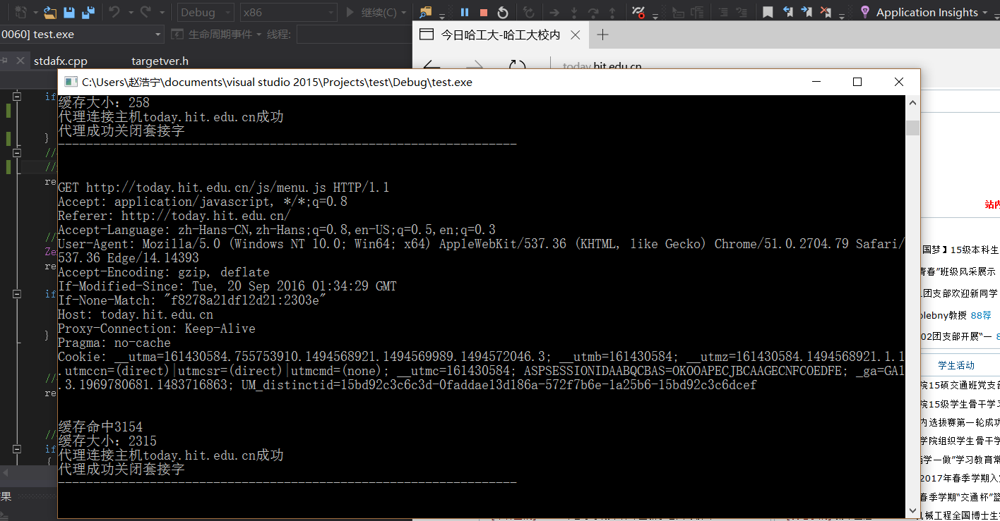 Debug
x86
继续(C)
Application Insights
0060] test.exe
生命周期事件
线程:
今日哈工大-哈工大校内
stdafx.cpp
targetver.h
today.hit.edu.cn
C:\Users\赵浩宁\documents\visual studio 2015\Projects\test\Debug\test.exe
缓存大小: 258
代理连接主机today.hit.edu.cn成功
代理成功关闭套接字
-----------------------------------------------------------------
GET http://today.hit.edu.cn/js/menu.js HTTP/1.1
Accept: application/javascript, */*;q=0.8
Referer: http://today.hit.edu.cn/
Accept-Language: zh-Hans-CN,zh-Hans;q=0.8,en-US;q=0.5,en;q=0.3
User-Agent: Mozilla/5.0 (Windows NT 10.0; Win64; x64) AppleWebKit/537.36 (KHTML, like Gecko) Chrome/51.0.2704.79 Safari/
537.36 Edge/14.14393
Accept-Encoding: gzip, deflate
If-Modified-Since: Tue, 20 Sep 2016 01:34:29 GMT
If-None-Match: "f8278a21df12d21:2303e"
Host: today.hit.edu.cn
Proxy-Connection: Keep-Alive
Pragma: no-cache
Cookie: __utma=161430584.755753910.1494568921.1494569989.1494572046.3; __utmb=161430584; __utmz=161430584.1494568921.1.1
.utmccn=(direct)|utmcsr=(direct)|utmcmd=(none); __utmc=161430584; ASPSESSIONIDAABQCBAS=OKOOAPECJBCAAGECNFCOEDFE; _ga=GA1
.3.1969780681.1483716863; UM_distinctid=15bd92c3c6c3d-0faddae13d186a-572f7b6e-1a25b6-15bd92c3c6dcef
缓存命中3154
缓存大小: 2315
代理连接主机today.hit.edu.cn成功
代理成功关闭套接字
-----------------------------------------------------------------
if
}
//
//
re
//
Ze
re
if
}
//
re
//
if
{
果
站内
国梦】15级本科生
青春”班级风采展示
团支部欢迎新同学
olebny教授 88荐
02团支部开展“一 8
学生活动
院15硕交通班党支部
院15级学生骨干学习
内选拔赛第一轮成功
学院组织学生骨干学
两学一做”学习教育常
2017年春季学期入党
春季学期“交通杯”篮
机械工程全国博士生